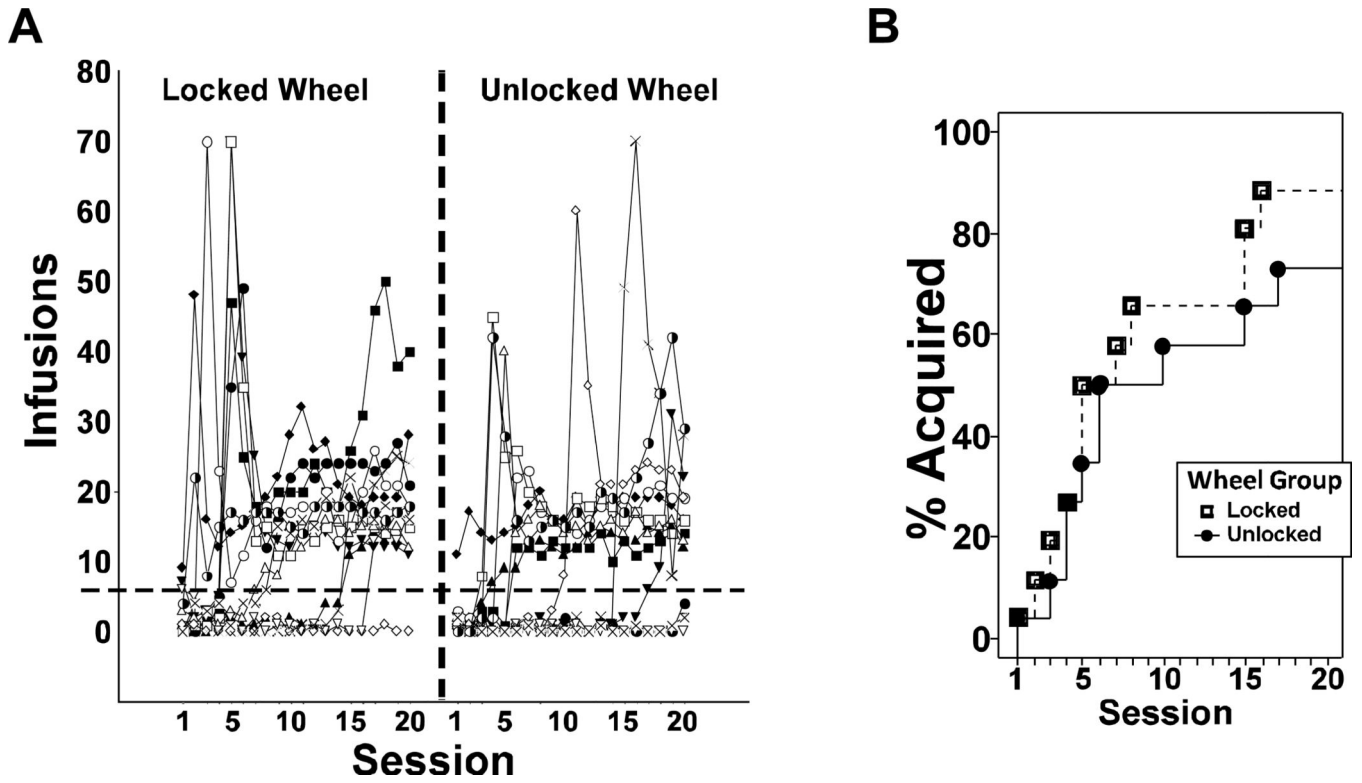 A
Locked Wheel
Unlocked Wheel
80
70
60
50
40
30
20
10
0
Infusions
1 5 10 15 20
1 5 10 15 20
Session
B
100
80
60
40
20
0
% Acquired
1 5 10 15 20
Session
Wheel Group
Locked
Unlocked